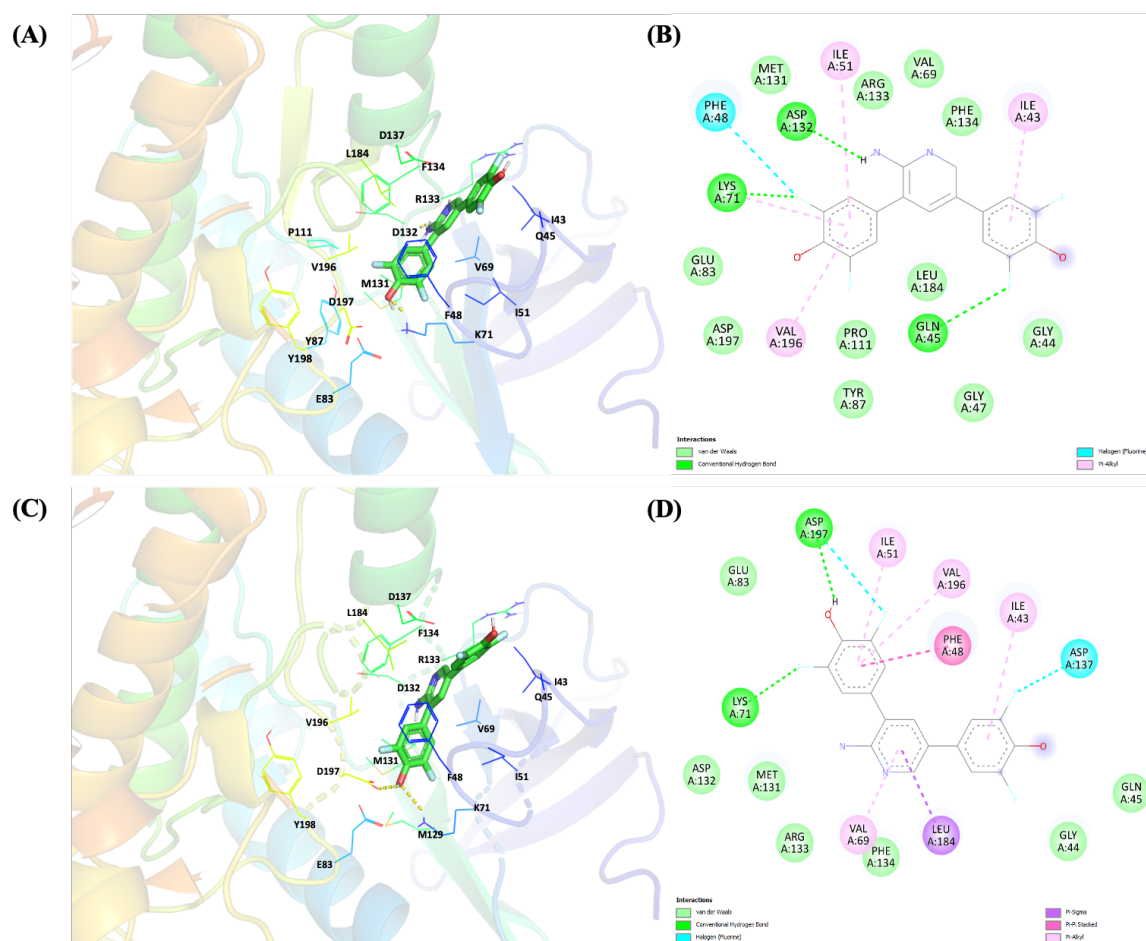 (A)
D137
L184
F134
R133
I43
Q45
P111
D132
V69
V196
M131
D197
F48
I51
Y87
K71
Y198
E83
(B)
ILE
A:51
VAL
A:69
MET
A:131
ARG
A:133
PHE
A:48
ASP
A:132
PHE
A:134
ILE
A:43
H
N
N
LYS
A:71
F
F
GLU
A:83
O
O
LEU
A:184
F
F
ASP
A:197
VAL
A:196
PRO
A:111
GLN
A:45
GLY
A:44
TYR
A:87
GLY
A:47
Interactions
van der Waals
Conventional Hydrogen Bond
Halogen (Fluorine)
Pi-Alkyl
(C)
D137
L184
F134
R133
I43
D132
Q45
V196
V69
M131
D197
F48
I51
K71
Y198
M129
E83
(D)
ASP
A:197
ILE
A:51
GLU
A:83
VAL
A:196
H
O
F
ILE
A:43
PHE
A:48
ASP
A:137
F
LYS
A:71
F
N
O
ASP
A:132
MET
A:131
N
F
GLN
A:45
ARG
A:133
VAL
A:69
PHE
A:134
LEU
A:184
GLY
A:44
Interactions
van der Waals
Conventional Hydrogen Bond
Halogen (Fluorine)
Pi-Sigma
Pi-Pi Stacked
Pi-Alkyl